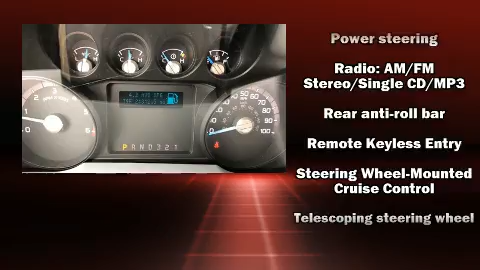 Power steering
Radio: AM/FM
Stereo/Single CD/MP3
Rear anti-roll bar
Remote Keyless Entry
Steering Wheel-Mounted
Cruise Control
Telescoping steering wheel
C H
E F
P R N D 3 2 1
100